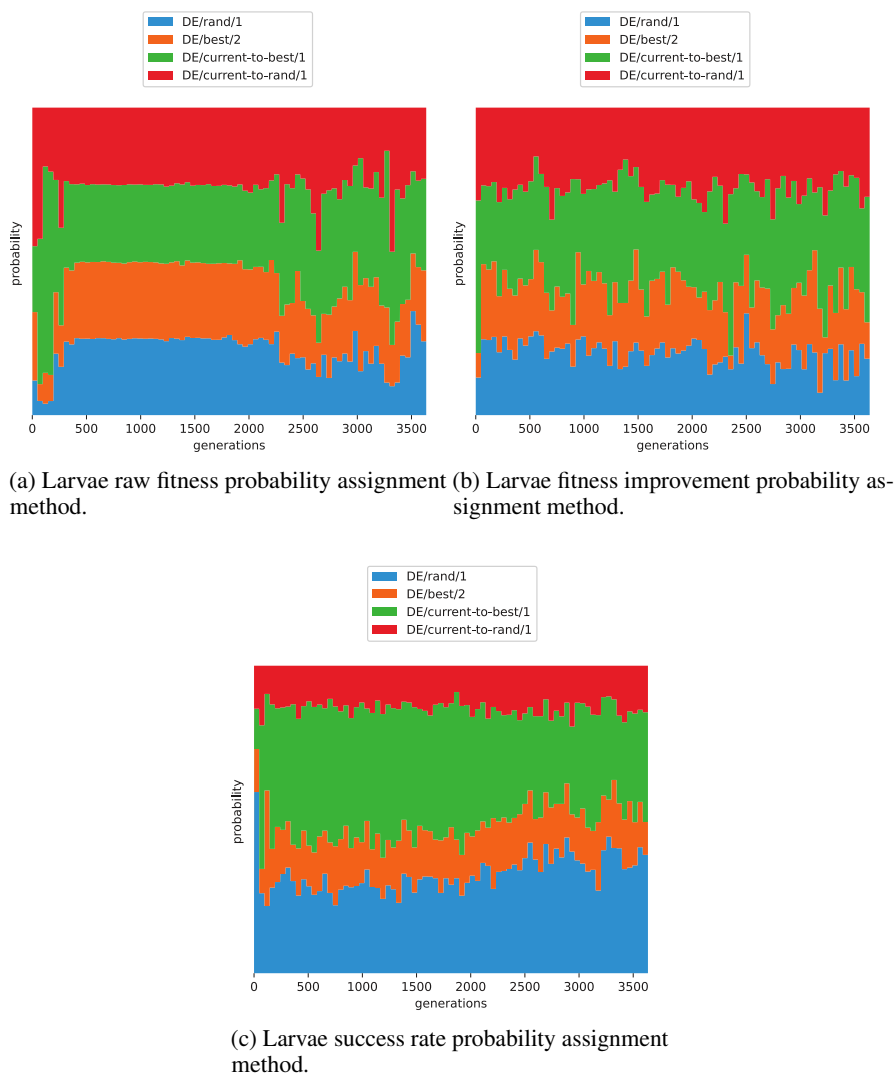 DE/rand/1
DE/best/2
DE/current-to-best/1
DE/current-to-rand/1
probability
0 500 1000 1500 2000 2500 3000 3500
generations
(a) Larvae raw fitness probability assignment
method.
DE/rand/1
DE/best/2
DE/current-to-best/1
DE/current-to-rand/1
probability
0 500 1000 1500 2000 2500 3000 3500
generations
(b) Larvae fitness improvement probability as-
signment method.
DE/rand/1
DE/best/2
DE/current-to-best/1
DE/current-to-rand/1
probability
0 500 1000 1500 2000 2500 3000 3500
generations
(c) Larvae success rate probability assignment
method.